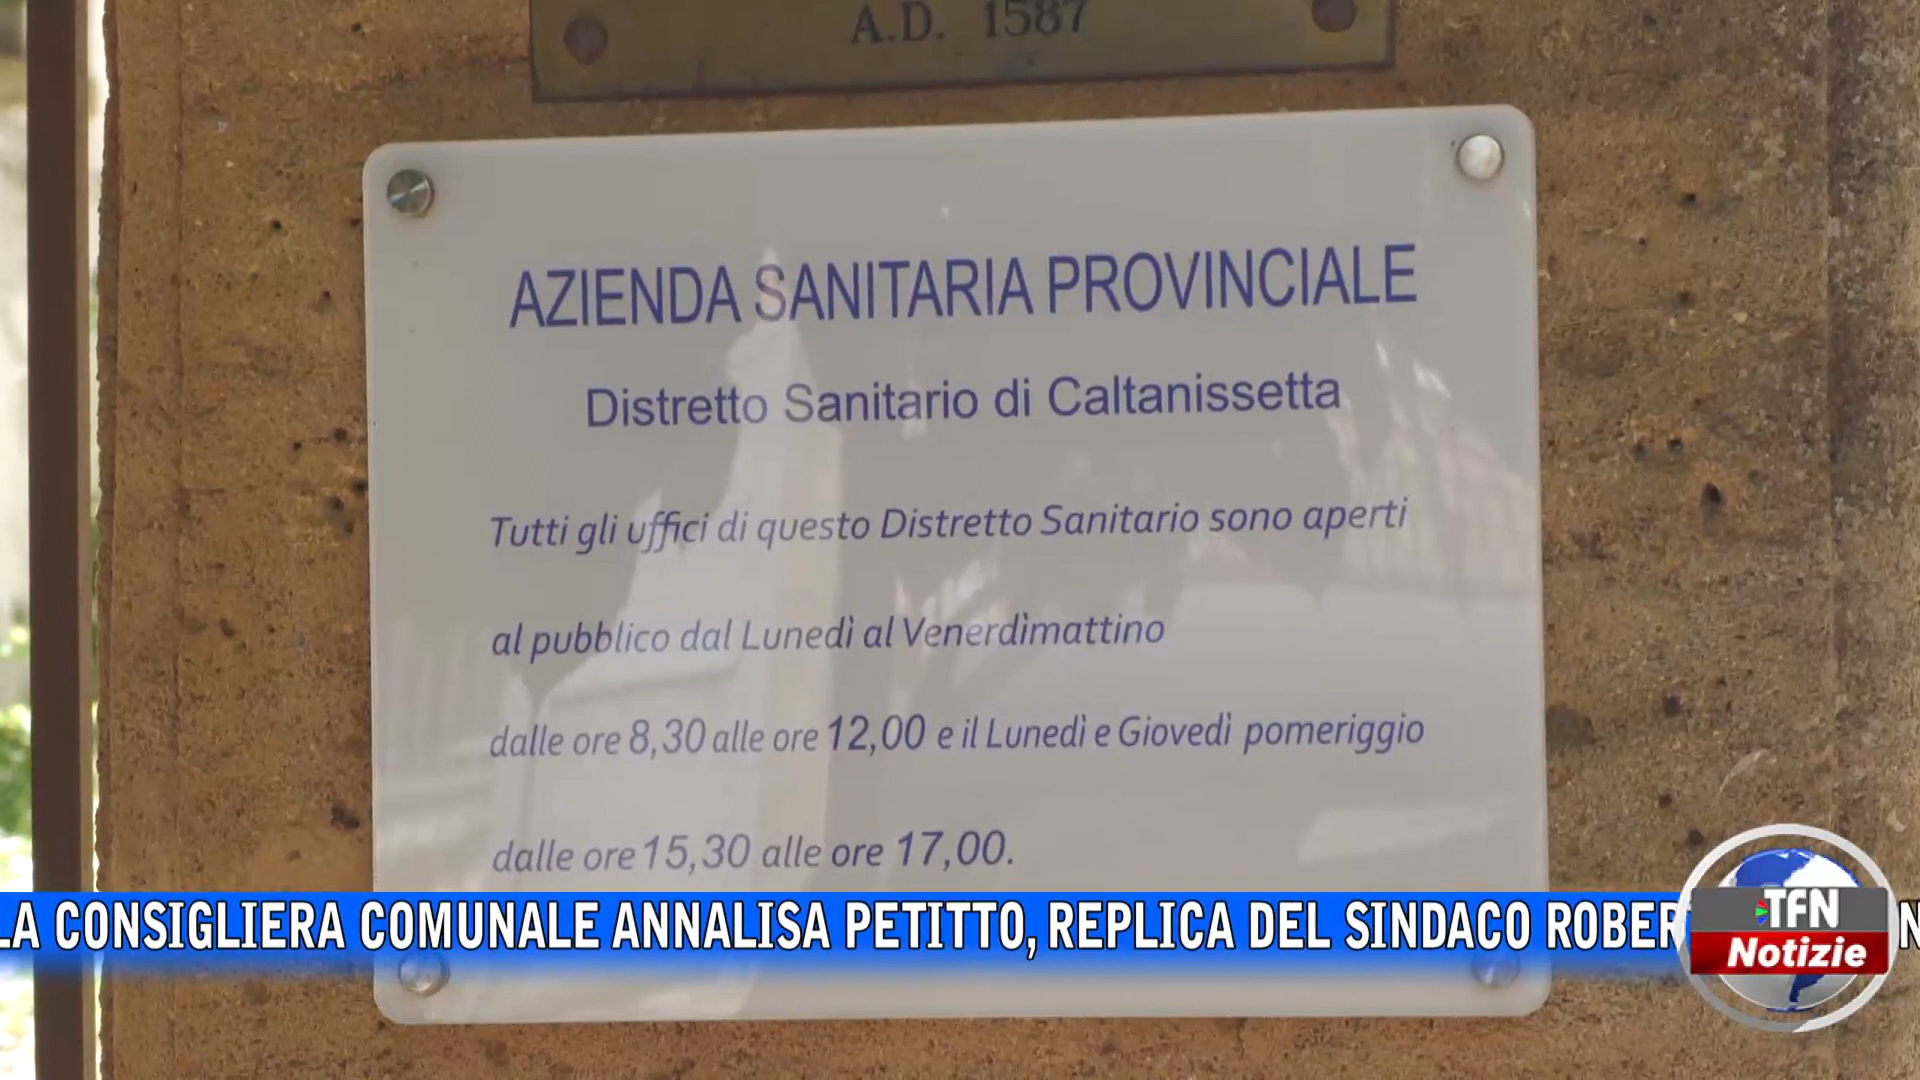 A.D. 1587
AZIENDA SANITARIA PROVINCIALE
Distretto Sanitario di Caltanissetta
Tutti gli uffici di questo Distretto Sanitario sono aperti
al pubblico dal Lunedì al Venerdìmattino
dalle ore 8,30 alle ore 12,00 e il Lunedì e Giovedì pomeriggio
dalle ore 15,30 alle ore 17,00.
LA CONSIGLIERA COMUNALE ANNALISA PETITTO, REPLICA DEL SINDACO
TFN
Notizie